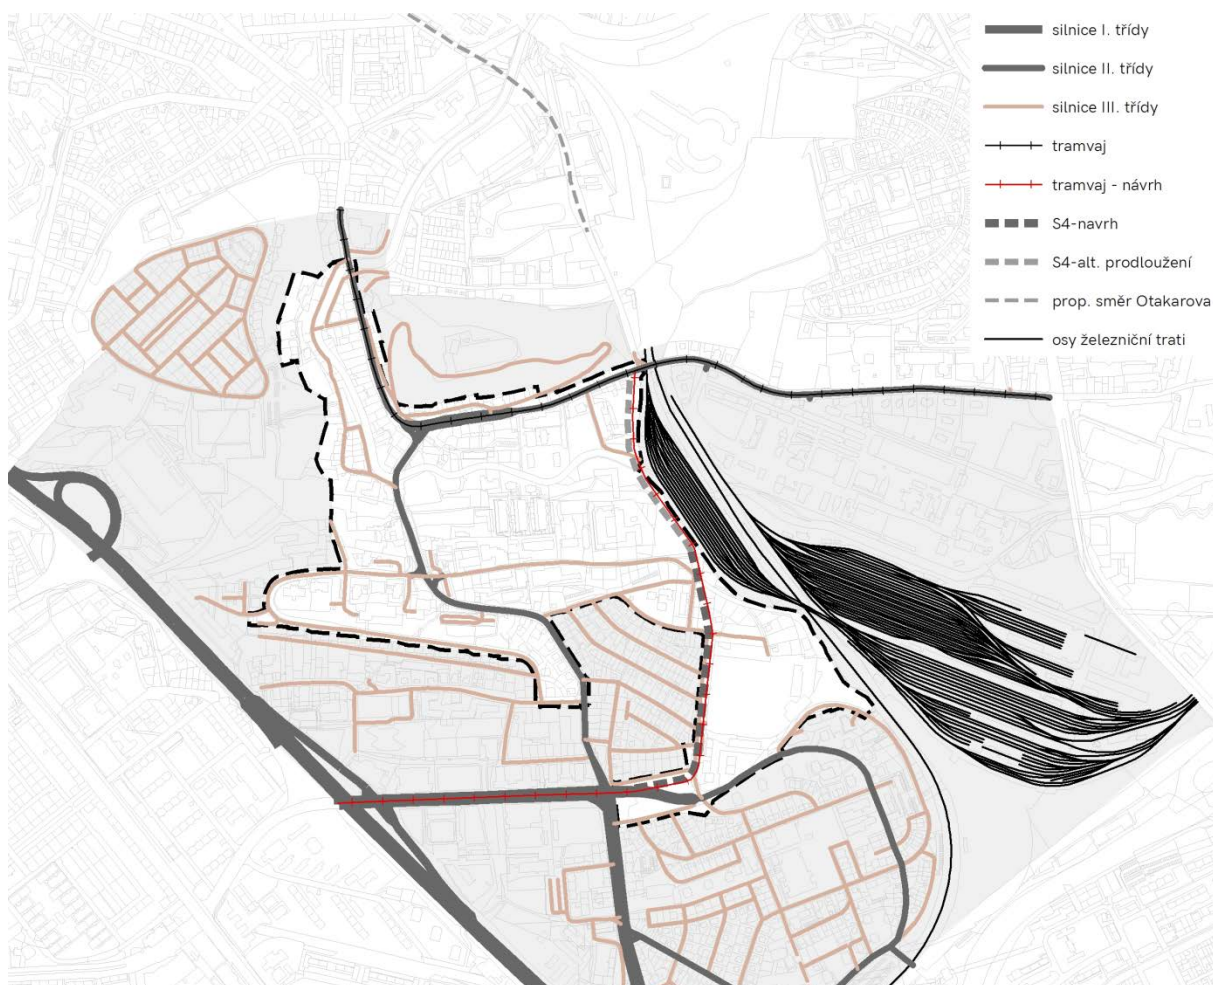 silnice I. třídy
silnice II. třídy
silnice III. třídy
tramvaj
tramvaj - návrh
S4-navrh
S4-alt. prodloužení
prop. směr Otakarova
osy železniční trati